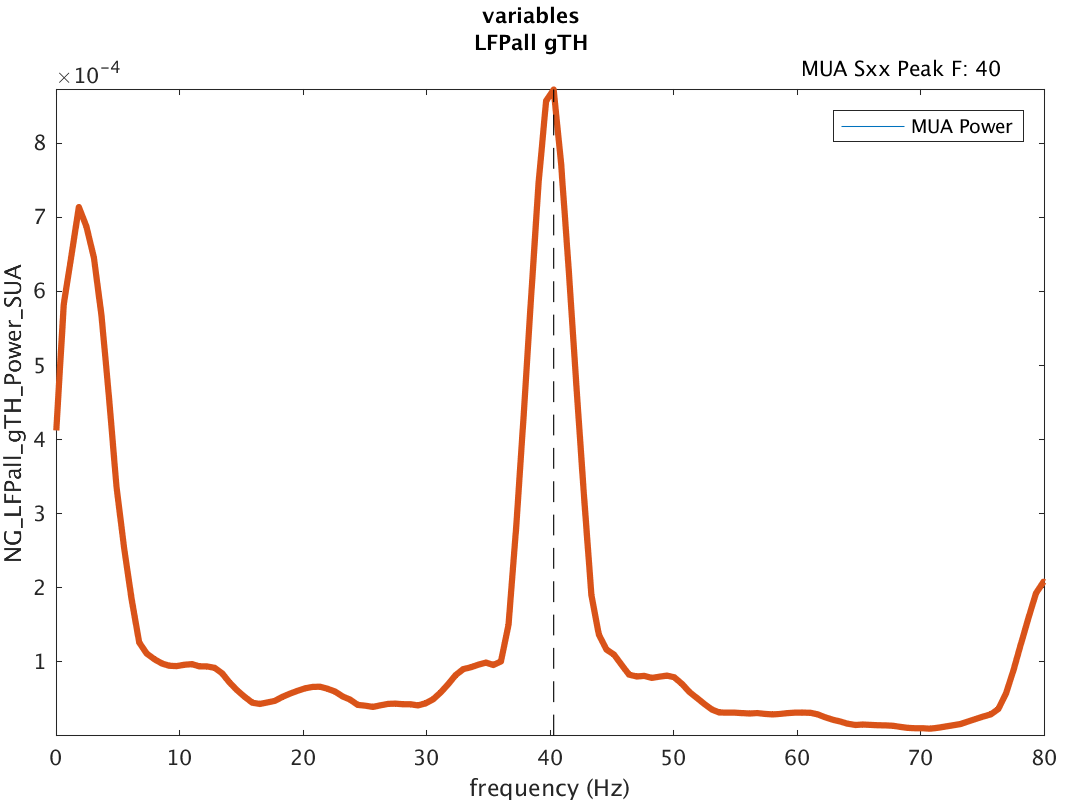 variables
LFPall gTH
×10⁻⁴
MUA Sxx Peak F: 40
MUA Power
8
7
6
5
4
3
2
1
NG_LFPall_gTH_Power_SUA
0 10 20 30 40 50 60 70 80
frequency (Hz)